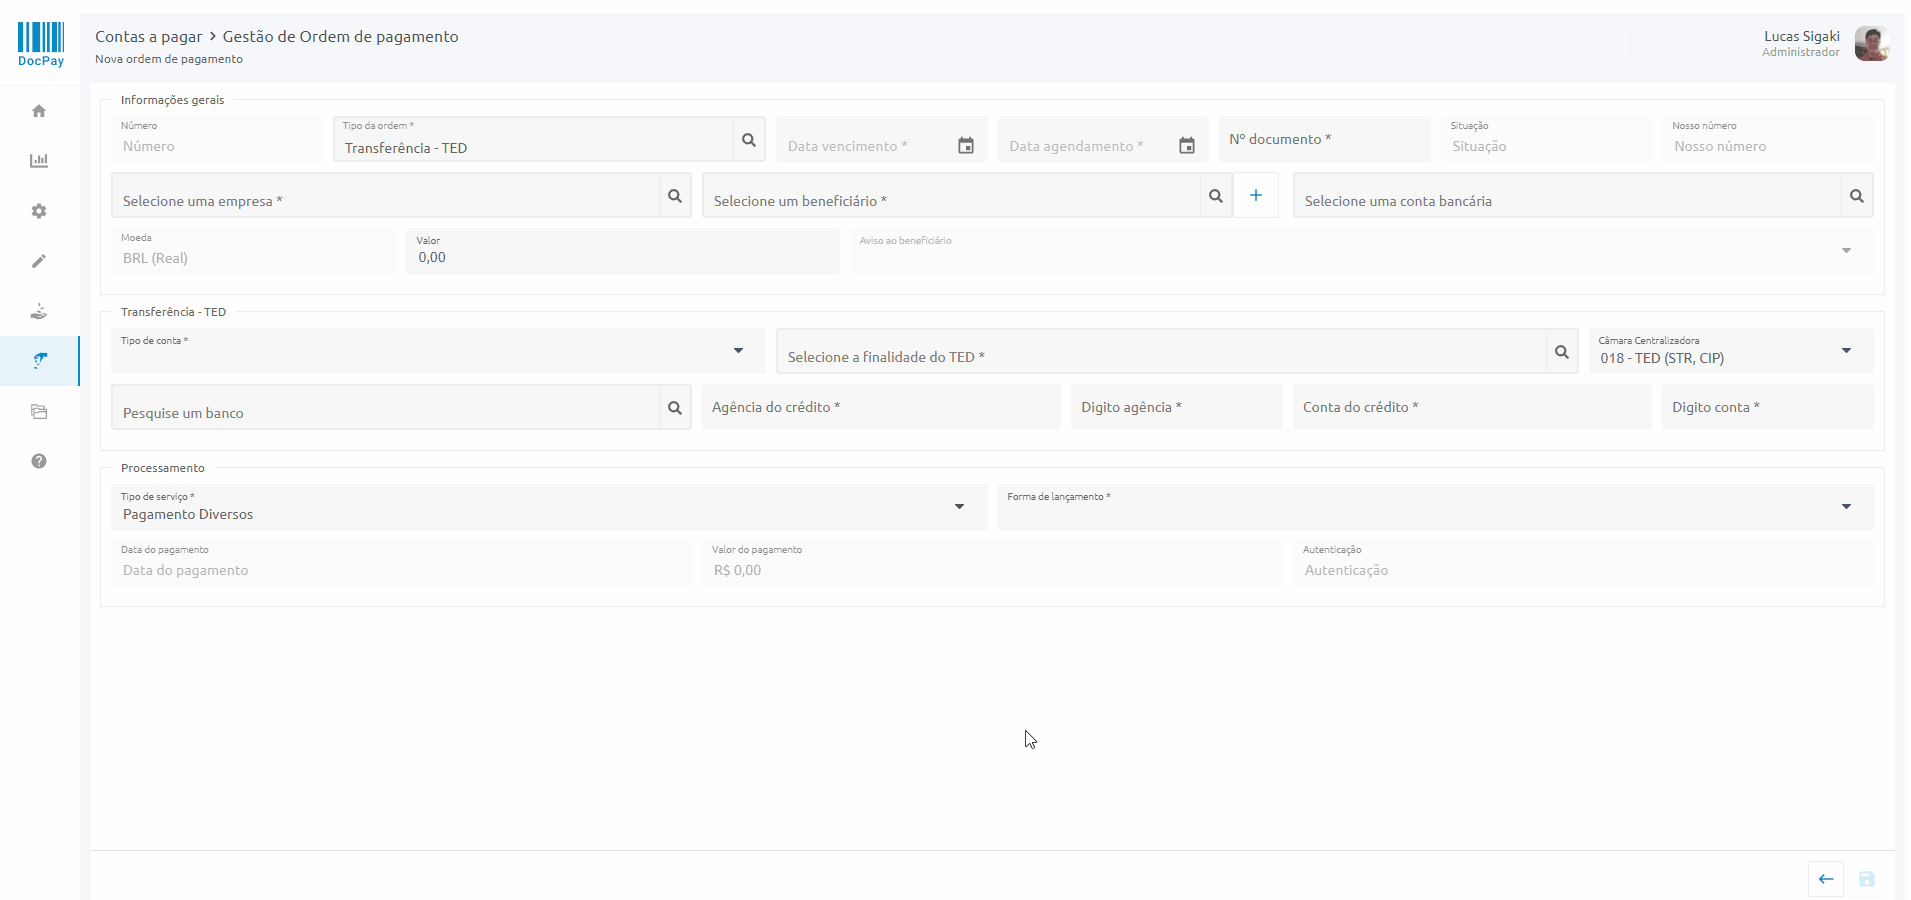 DocPay
Contas a pagar > Gestão de Ordem de pagamento
Nova ordem de pagamento
Lucas Sigaki
Administrador
Informações gerais
Número
Número
Tipo da ordem *
Transferência - TED
Data vencimento *
Data agendamento *
Nº documento *
Situação
Situação
Nosso número
Nosso número
Selecione uma empresa *
Selecione um beneficiário *
+
Selecione uma conta bancária
Moeda
BRL (Real)
Valor
0,00
Aviso ao beneficiário
Transferência - TED
Tipo de conta *
Selecione a finalidade do TED *
Câmara Centralizadora
018 - TED (STR, CIP)
Pesquise um banco
Agência do crédito *
Digito agência *
Conta do crédito *
Digito conta *
Processamento
Tipo de serviço *
Pagamento Diversos
Forma de lançamento *
Data do pagamento
Data do pagamento
Valor do pagamento
R$ 0,00
Autenticação
Autenticação